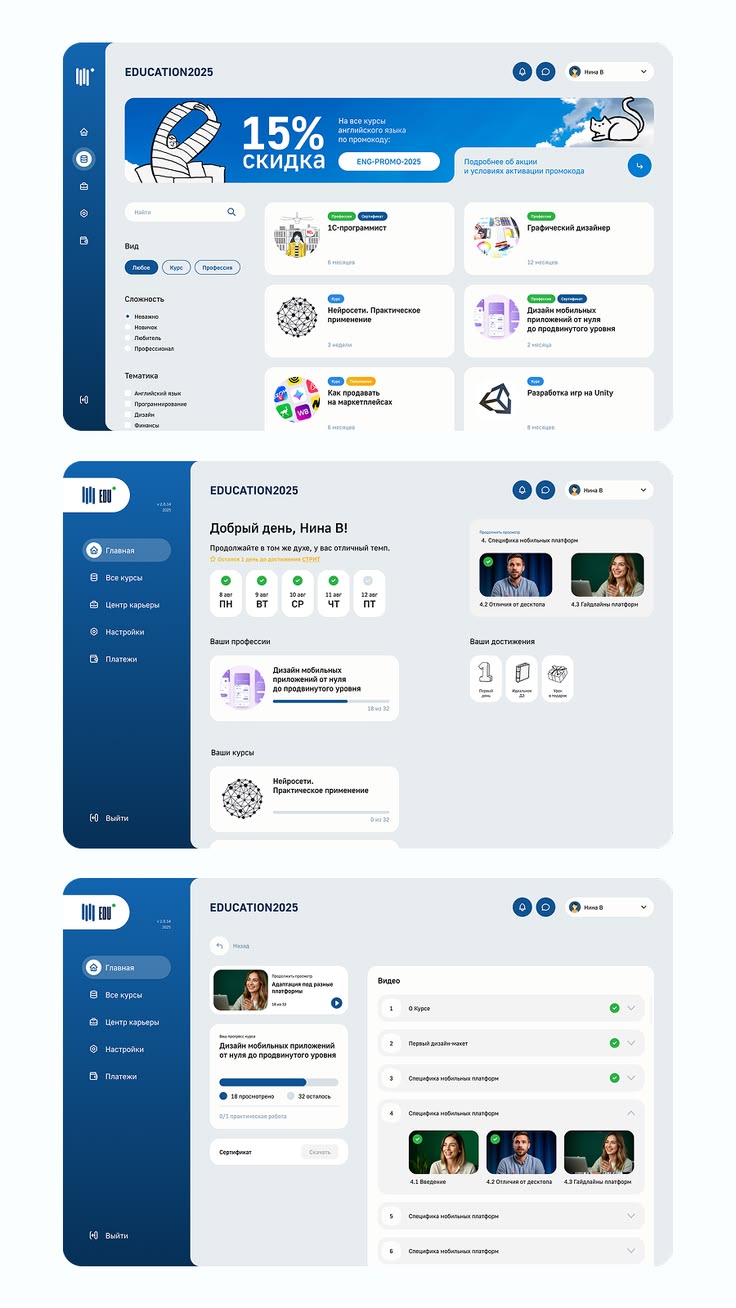 EDUCATION2025
Нина В
15%
скидка
На все курсы
английского языка
по промокоду:
ENG-PROMO-2025
Подробнее об акции
и условиях активации промокода
Найти
Вид
Любое
Курс
Профессия
Сложность
Неважно
Новичок
Любитель
Профессионал
Тематика
Английский язык
Программирование
Дизайн
Финансы
Профессия
Сертификат
1С-программист
6 месяцев
Профессия
Графический дизайнер
12 месяцев
Курс
Нейросети. Практическое
применение
3 недели
Профессия
Сертификат
Дизайн мобильных
приложений от нуля
до продвинутого уровня
2 месяца
Курс
Как продавать
на маркетплейсах
6 месяцев
Курс
Разработка игр на Unity
8 месяцев
EDU
v 2.8.14
2025
Главная
Все курсы
Центр карьеры
Настройки
Платежи
Выйти
EDUCATION2025
Нина В
Добрый день, Нина В!
Продолжайте в том же духе, у вас отличный темп.
Остался 1 день до достижения СТРИТ
8 авг
ПН
9 авг
ВТ
10 авг
СР
11 авг
ЧТ
12 авг
ПТ
Ваши профессии
Дизайн мобильных
приложений от нуля
до продвинутого уровня
18 из 32
Ваши курсы
Нейросети.
Практическое применение
0 из 32
Продолжить просмотр
4. Специфика мобильных платформ
4.2 Отличия от десктопа
4.3 Гайдлайны платформ
Ваши достижения
Первый
день
Идеальное
ДЗ
Урок
в подарок
EDU
v 2.8.14
2025
Главная
Все курсы
Центр карьеры
Настройки
Платежи
Выйти
EDUCATION2025
Нина В
Назад
Продолжить просмотр
Адаптация под разные
платформы
18 из 32
Ваш прогресс курса
Дизайн мобильных приложений
от нуля до продвинутого уровня
18 просмотрено
32 осталось
0/3 практическая работа
Сертификат
Скачать
Видео
1
О Курсе
2
Первый дизайн-макет
3
Специфика мобильных платформ
4
Специфика мобильных платформ
4.1 Введение
4.2 Отличия от десктопа
4.3 Гайдлайны платформ
5
Специфика мобильных платформ
6
Специфика мобильных платформ